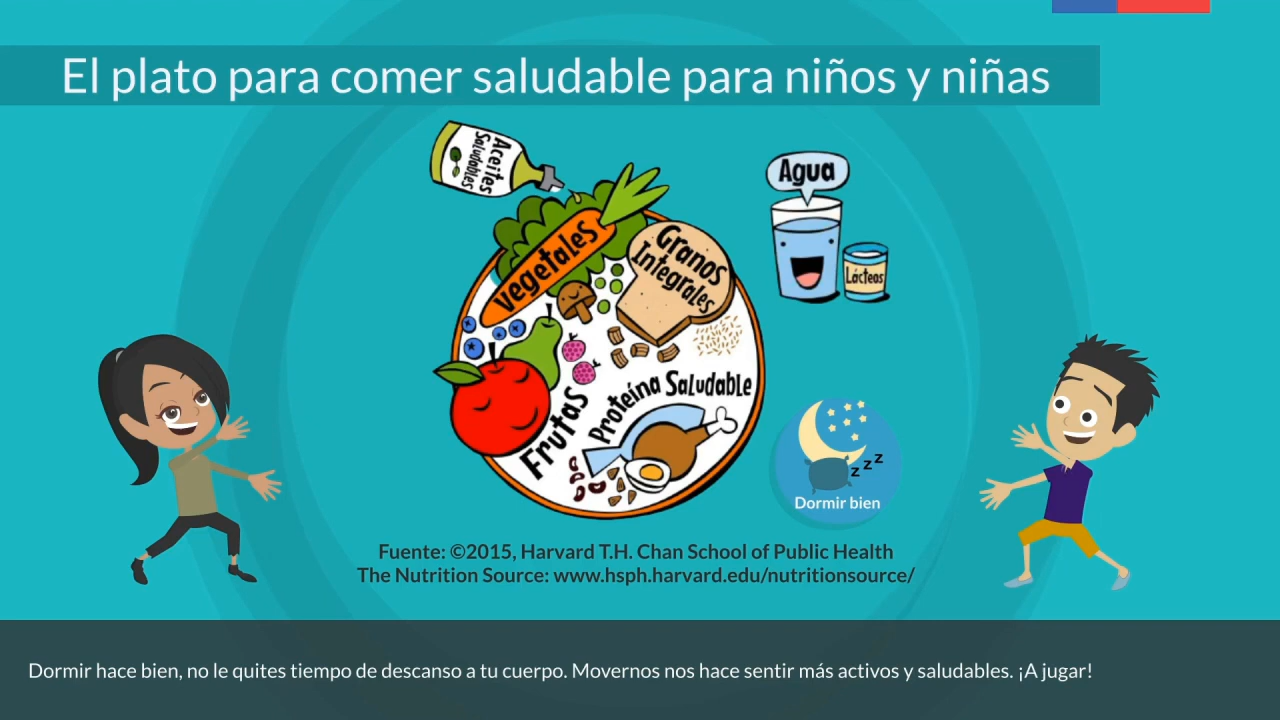 El plato para comer saludable para niños y niñas
Aceites
Saludables
Agua
Vegetales
Granos
Integrales
Lácteos
Frutas
Proteína Saludable
zzz
Dormir bien
Fuente: ©2015, Harvard T.H. Chan School of Public Health
The Nutrition Source: www.hsph.harvard.edu/nutritionsource/
Dormir hace bien, no le quites tiempo de descanso a tu cuerpo. Movernos nos hace sentir más activos y saludables. ¡A jugar!